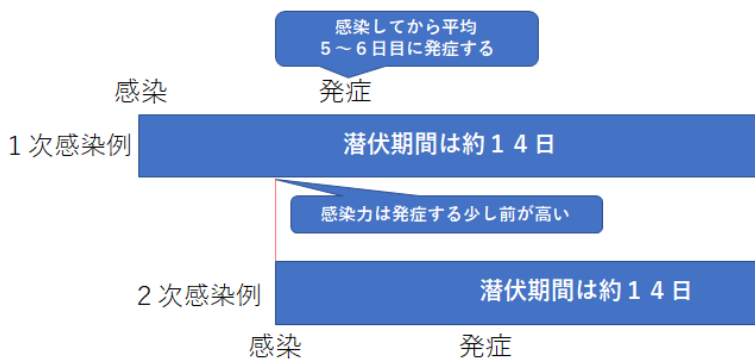 感染してから平均
５～６日目に発症する
感染
発症
１次感染例
潜伏期間は約１４日
感染力は発症する少し前が高い
２次感染例
潜伏期間は約１４日
感染
発症